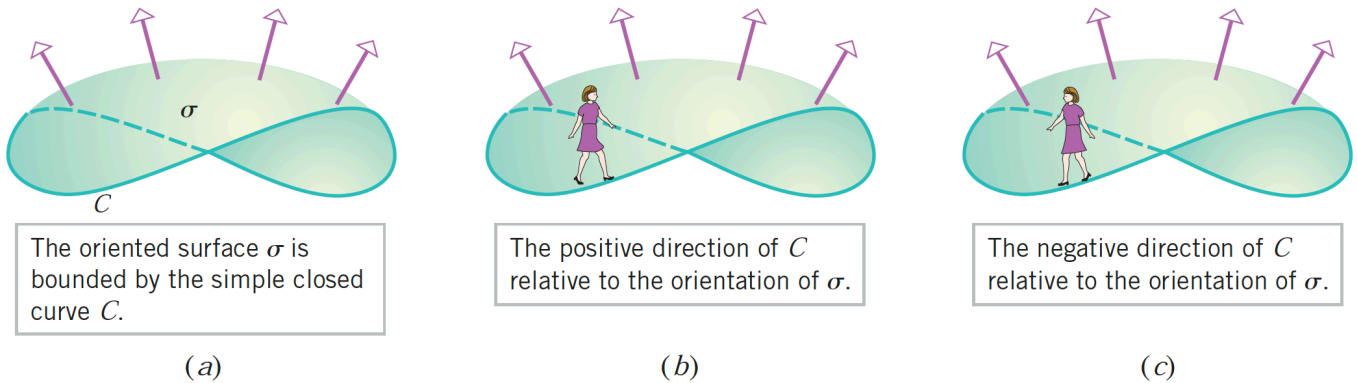 σ
C
The oriented surface σ is
bounded by the simple closed
curve C.
(a)
The positive direction of C
relative to the orientation of σ.
(b)
The negative direction of C
relative to the orientation of σ.
(c)